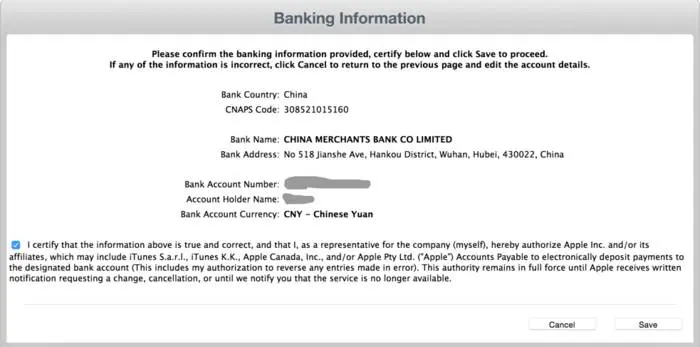 Banking Information
Please confirm the banking information provided, certify below and click Save to proceed.
If any of the information is incorrect, click Cancel to return to the previous page and edit the account details.
Bank Country: China
CNAPS Code: 308521015160
Bank Name: CHINA MERCHANTS BANK CO LIMITED
Bank Address: No 518 Jianshe Ave, Hankou District, Wuhan, Hubei, 430022, China
Bank Account Number:
Account Holder Name:
Bank Account Currency: CNY - Chinese Yuan
I certify that the information above is true and correct, and that I, as a representative for the company (myself), hereby authorize Apple Inc. and/or its
affiliates, which may include iTunes S.a.r.l., iTunes K.K., Apple Canada, Inc., and/or Apple Pty Ltd. ("Apple") Accounts Payable to electronically deposit payments to
the designated bank account (This includes my authorization to reverse any entries made in error). This authority remains in full force until Apple receives written
notification requesting a change, cancellation, or until we notify you that the service is no longer available.
Cancel
Save